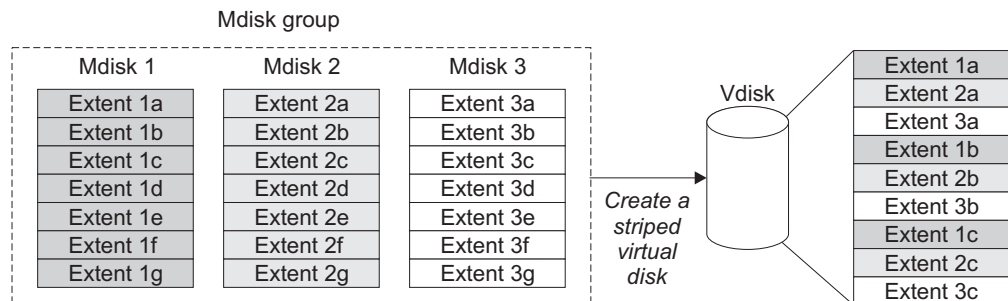 Mdisk group
Mdisk 1
Extent 1a
Extent 1b
Extent 1c
Extent 1d
Extent 1e
Extent 1f
Extent 1g
Mdisk 2
Extent 2a
Extent 2b
Extent 2c
Extent 2d
Extent 2e
Extent 2f
Extent 2g
Mdisk 3
Extent 3a
Extent 3b
Extent 3c
Extent 3d
Extent 3e
Extent 3f
Extent 3g
Create a
striped
virtual
disk
Vdisk
Extent 1a
Extent 2a
Extent 3a
Extent 1b
Extent 2b
Extent 3b
Extent 1c
Extent 2c
Extent 3c